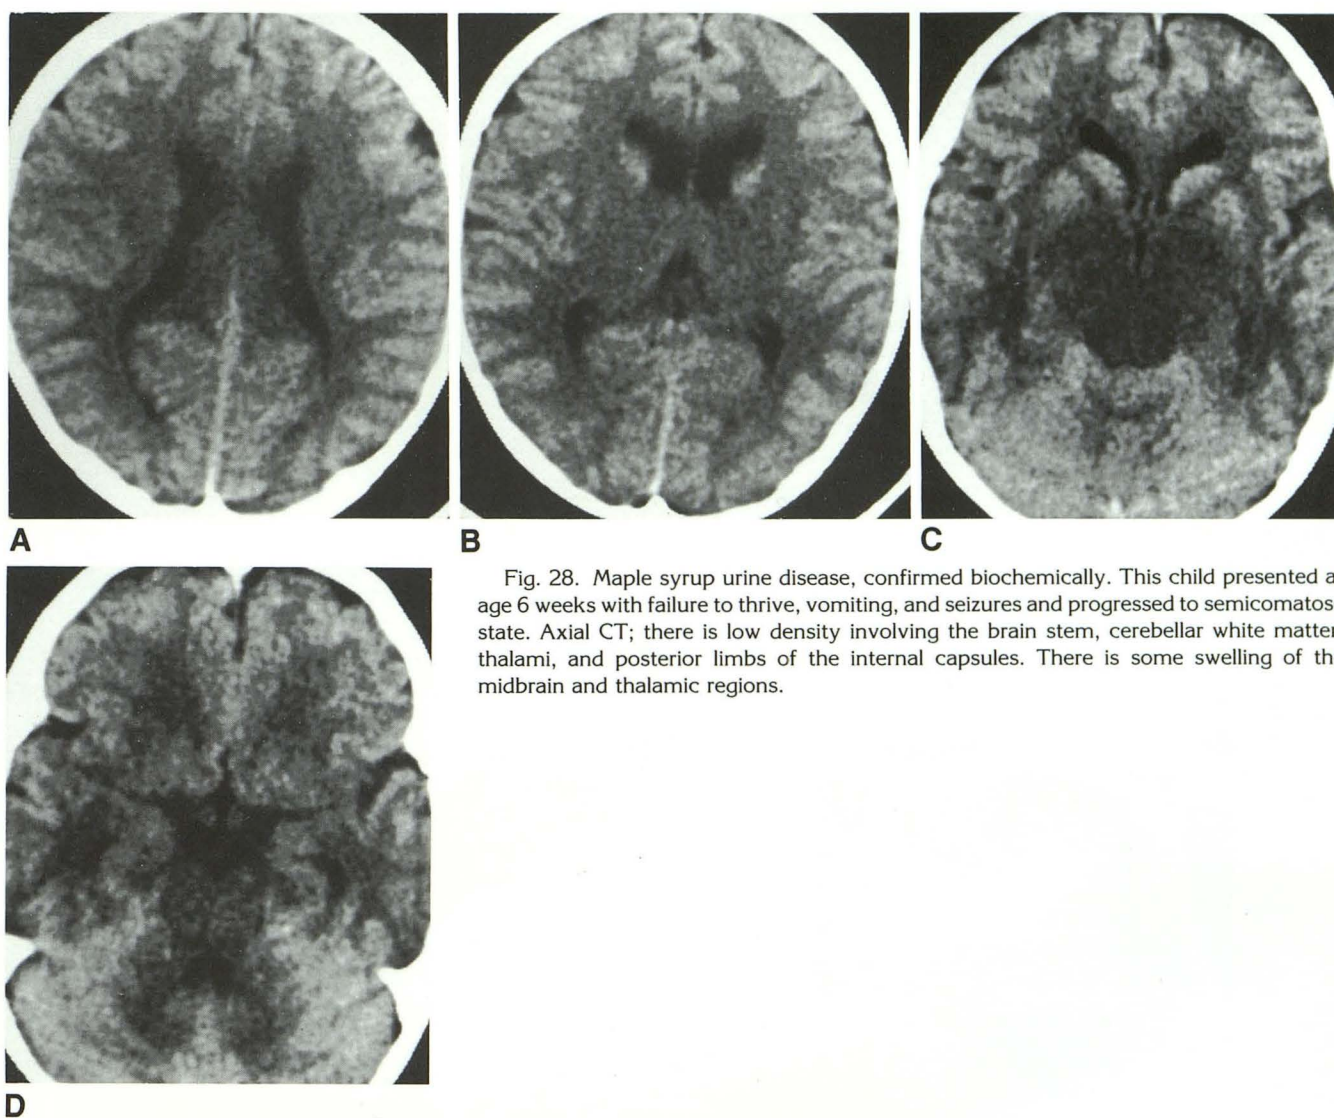 A
B
C
Fig. 28. Maple syrup urine disease, confirmed biochemically. This child presented a
age 6 weeks with failure to thrive, vomiting, and seizures and progressed to semicomatos
state. Axial CT; there is low density involving the brain stem, cerebellar white matter
thalami, and posterior limbs of the internal capsules. There is some swelling of th
midbrain and thalamic regions.
D